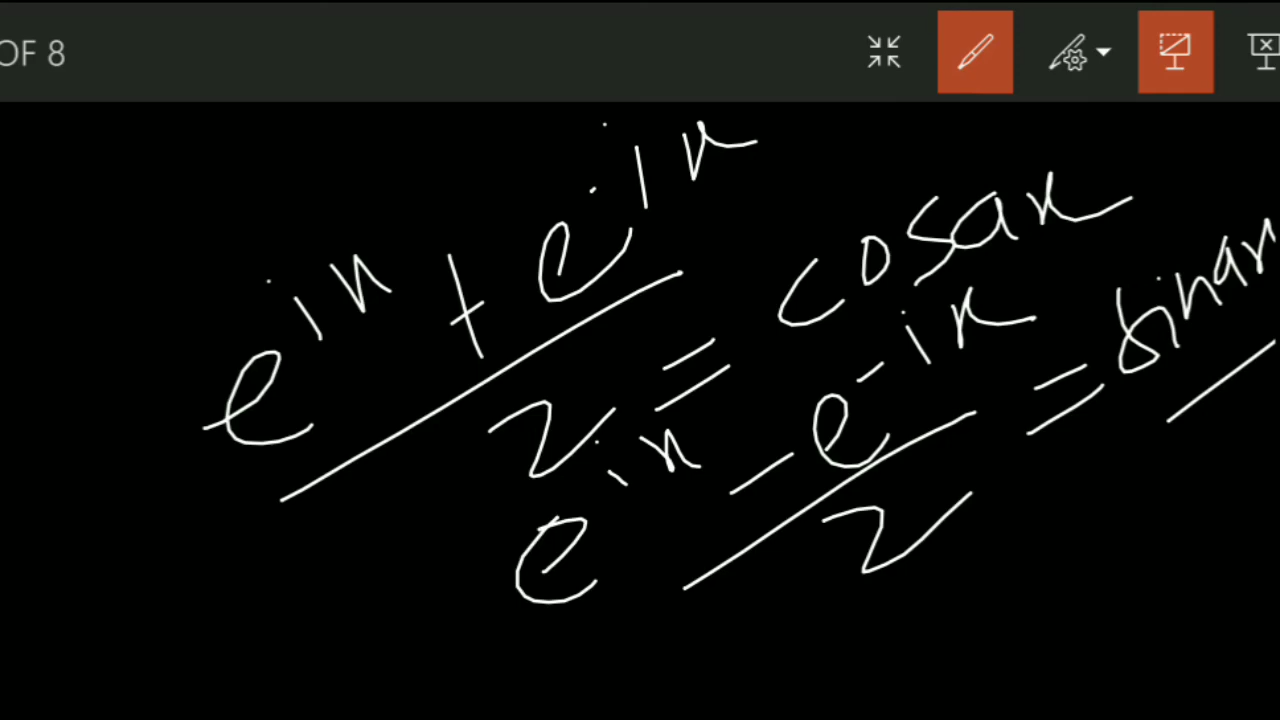 OF 8
e^{ix} + e^{-ix} / 2 = cosax
e^{ix} - e^{-ix} / 2 = sinax